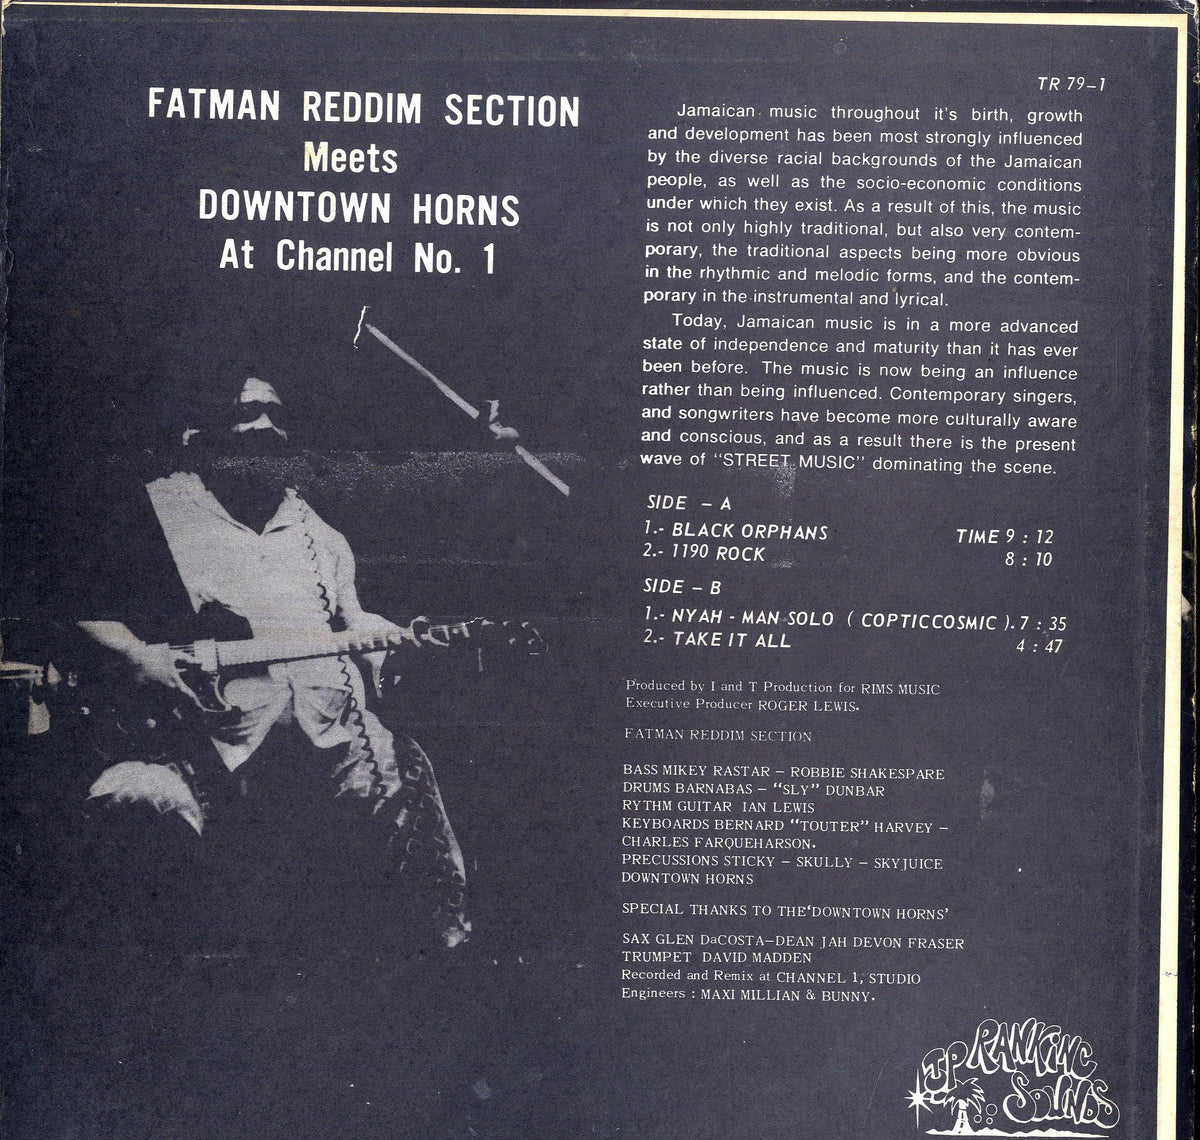 FATMAN REDDIM SECTION
Meets
DOWNTOWN HORNS
At Channel No. 1
TR 79-1
Jamaican music throughout it's birth, growth
and development has been most strongly influenced
by the diverse racial backgrounds of the Jamaican
people, as well as the socio-economic conditions
under which they exist. As a result of this, the music
is not only highly traditional, but also very contem-
porary, the traditional aspects being more obvious
in the rhythmic and melodic forms, and the contem-
porary in the instrumental and lyrical.
Today, Jamaican music is in a more advanced
state of independence and maturity than it has ever
been before. The music is now being an influence
rather than being influenced. Contemporary singers,
and songwriters have become more culturally aware
and conscious, and as a result there is the present
wave of "STREET MUSIC" dominating the scene.
SIDE - A
1.- BLACK ORPHANS TIME 9 : 12
2.- 1190 ROCK 8 : 10
SIDE - B
1.- NYAH - MAN SOLO ( COPTICCOSMIC ). 7 : 35
2.- TAKE IT ALL 4 : 47
Produced by I and T Production for RIMS MUSIC
Executive Producer ROGER LEWIS.
FATMAN REDDIM SECTION
BASS MIKEY RASTAR – ROBBIE SHAKESPARE
DRUMS BARNABAS – "SLY" DUNBAR
RYTHM GUITAR IAN LEWIS
KEYBOARDS BERNARD "TOUTER" HARVEY –
CHARLES FARQUEHARSON.
PRECUSSIONS STICKY – SKULLY – SKYJUICE
DOWNTOWN HORNS
SPECIAL THANKS TO THE'DOWNTOWN HORNS'
SAX GLEN DaCOSTA–DEAN JAH DEVON FRASER
TRUMPET DAVID MADDEN
Recorded and Remix at CHANNEL 1, STUDIO
Engineers : MAXI MILLIAN & BUNNY.
JP RANKING
SOUNDS